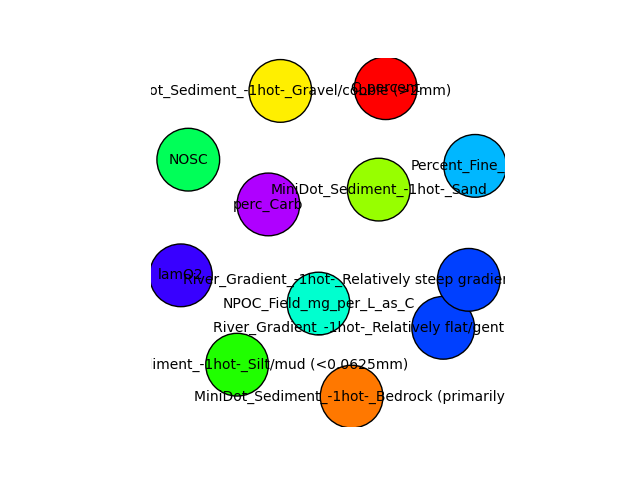 ot_Sediment_-1hot-_Gravel/cobble (>2mm)
NOSC
Percent_Fine_
MiniDot_Sediment_-1hot-_Sand
perc_Carb
lamO2
River_Gradient_-1hot-_Relatively steep gradien
NPOC_Field_mg_per_L_as_C
River_Gradient_-1hot-_Relatively flat/gent
iment_-1hot-_Silt/mud (<0.0625mm)
MiniDot_Sediment_-1hot-_Bedrock (primarily